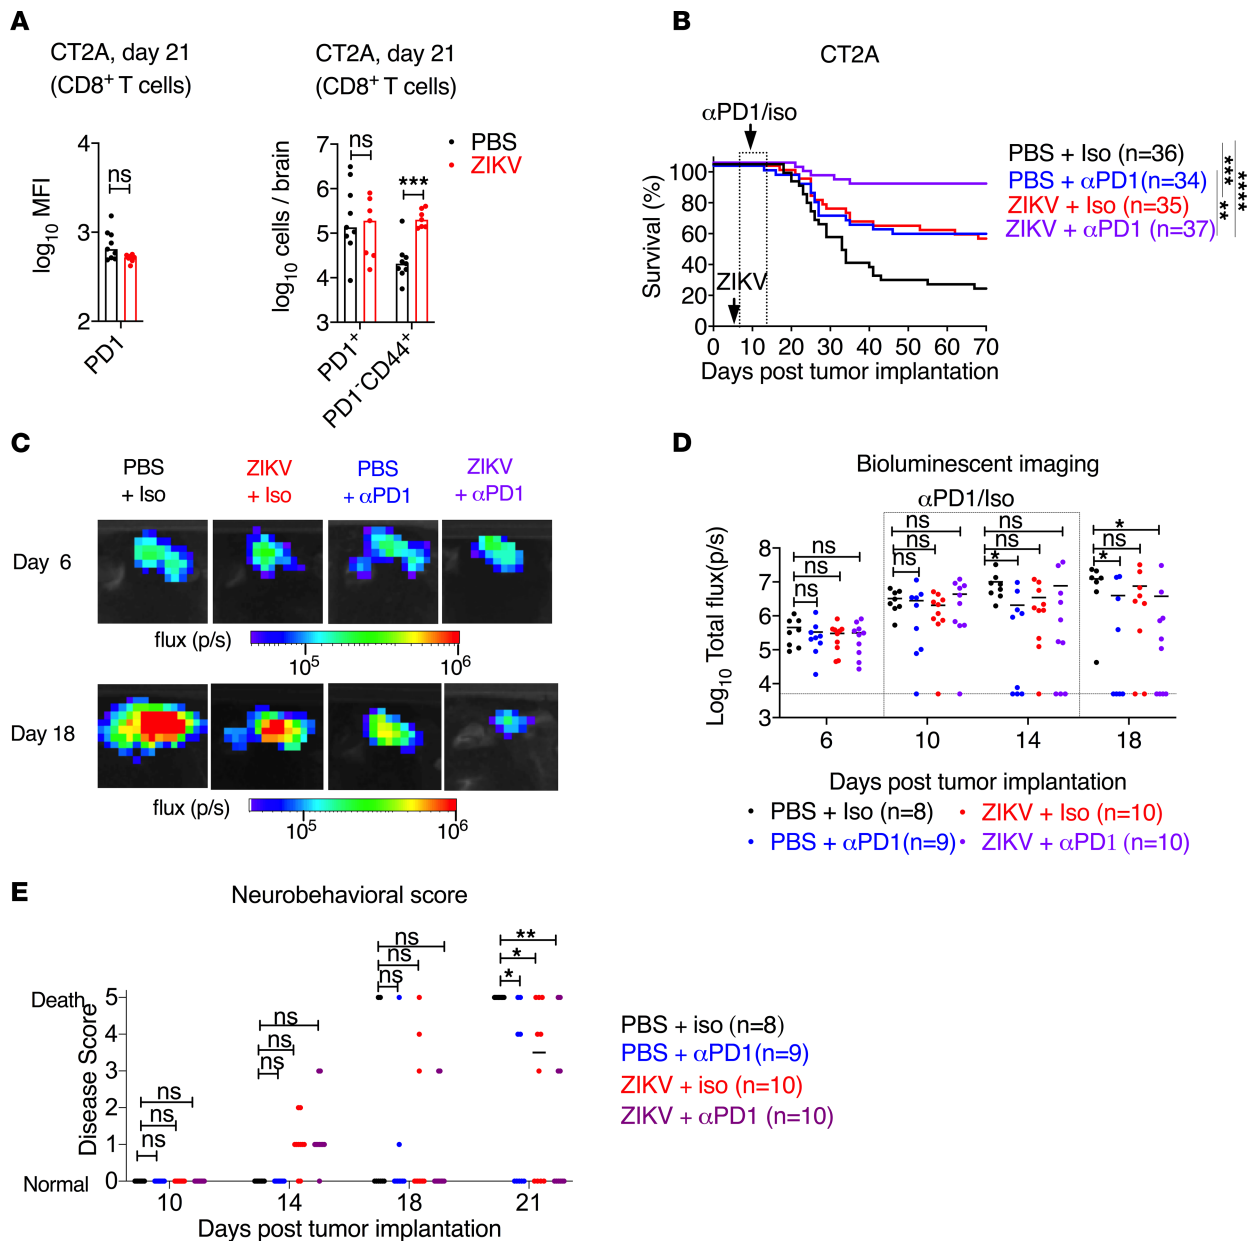 A
CT2A, day 21
(CD8+ T cells)
log10 MFI
4
3
2
ns
PD1
CT2A, day 21
(CD8+ T cells)
log10 cells / brain
7
6
5
4
3
ns
***
PBS
ZIKV
PD1+
PD1-CD44+
B
CT2A
αPD1/iso
ZIKV
Survival (%)
100
80
60
40
20
0
0 10 20 30 40 50 60 70
Days post tumor implantation
PBS + Iso (n=36)
PBS + αPD1(n=34)
ZIKV + Iso (n=35)
ZIKV + αPD1 (n=37)
***
**
****
C
PBS + Iso
ZIKV + Iso
PBS + αPD1
ZIKV + αPD1
Day 6
flux (p/s)
10^5 10^6
Day 18
flux (p/s)
10^5 10^6
D
Bioluminescent imaging
αPD1/Iso
Log10 Total flux(p/s)
8
7
6
5
4
3
ns
ns
ns
ns
ns
ns
ns
ns
*
*
ns
*
6 10 14 18
Days post tumor implantation
PBS + Iso (n=8)
ZIKV + Iso (n=10)
PBS + αPD1(n=9)
ZIKV + αPD1 (n=10)
E
Neurobehavioral score
Disease Score
Death
5
4
3
2
1
0
Normal
ns
ns
ns
ns
ns
ns
ns
ns
ns
**
*
*
10 14 18 21
Days post tumor implantation
PBS + iso (n=8)
PBS + αPD1(n=9)
ZIKV + iso (n=10)
ZIKV + αPD1 (n=10)